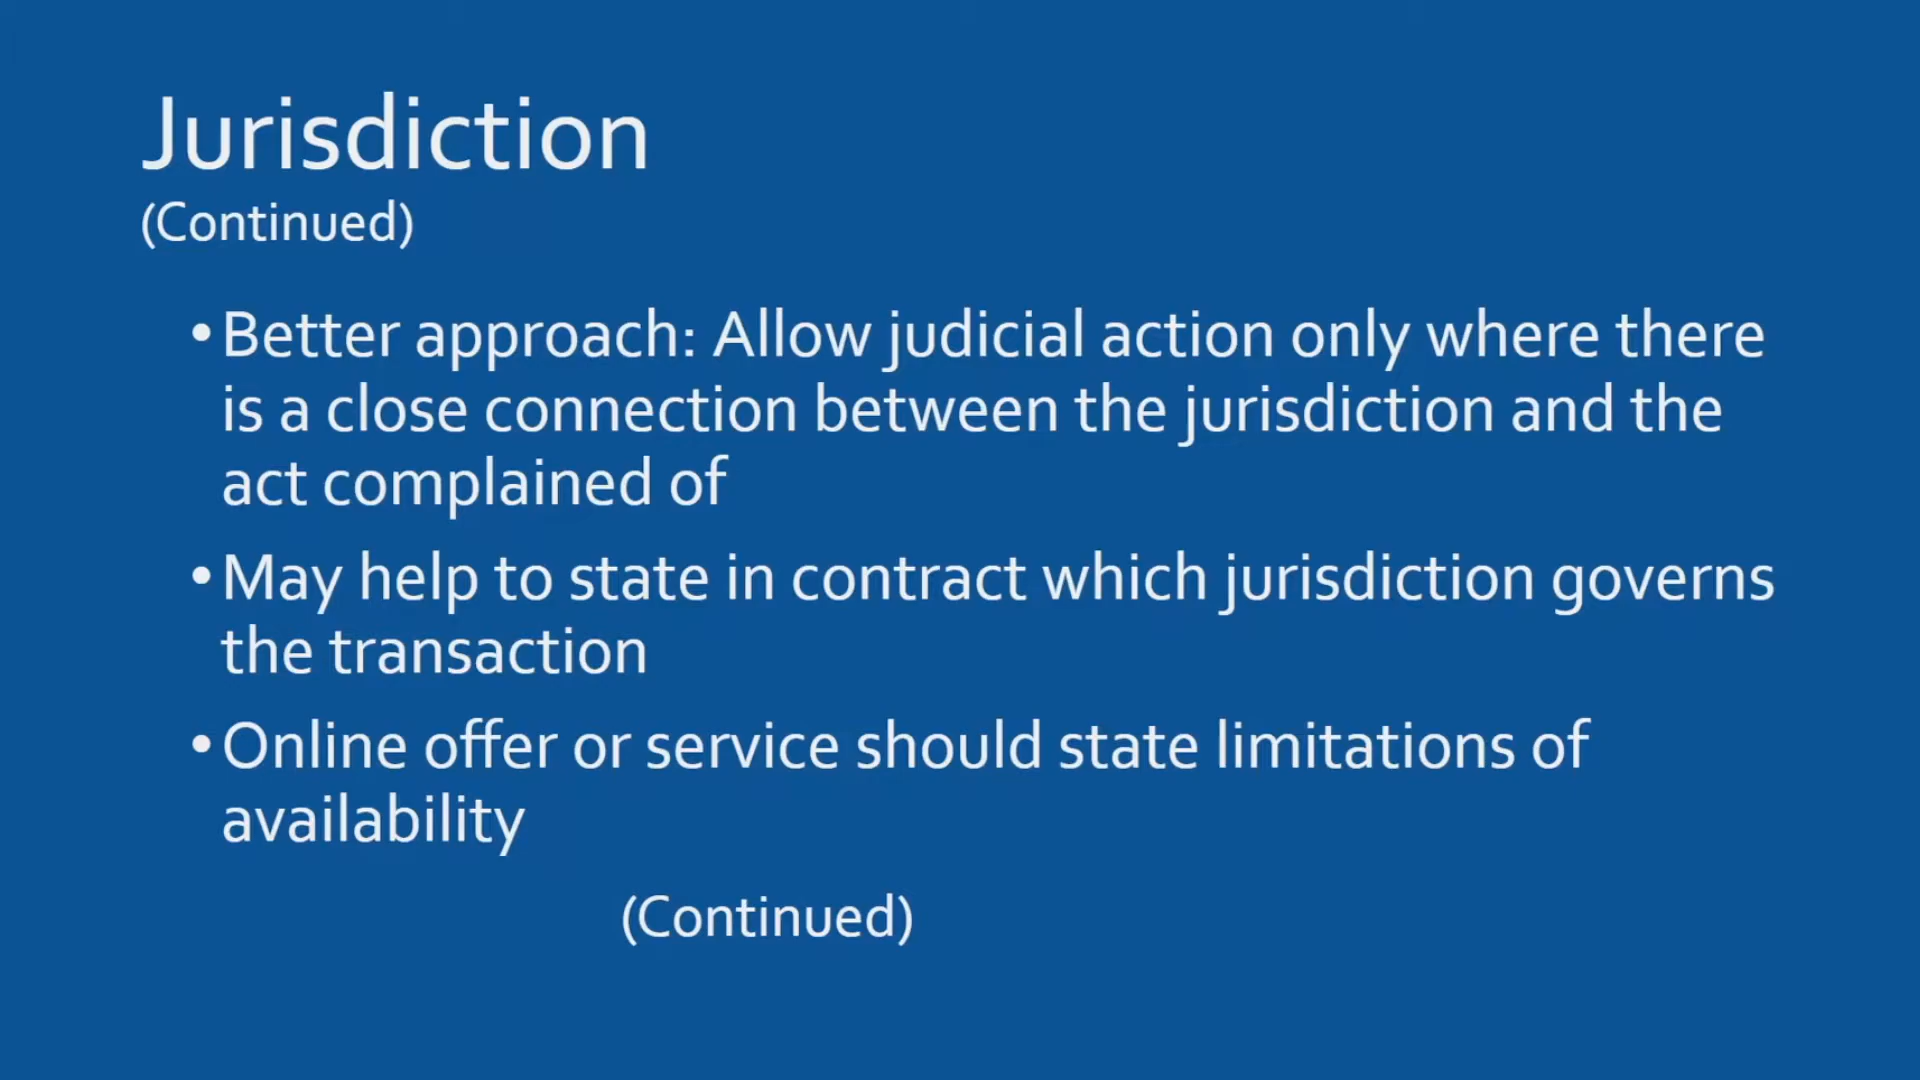 Jurisdiction
(Continued)
•Better approach: Allow judicial action only where there
is a close connection between the jurisdiction and the
act complained of
•May help to state in contract which jurisdiction governs
the transaction
•Online offer or service should state limitations of
availability
(Continued)